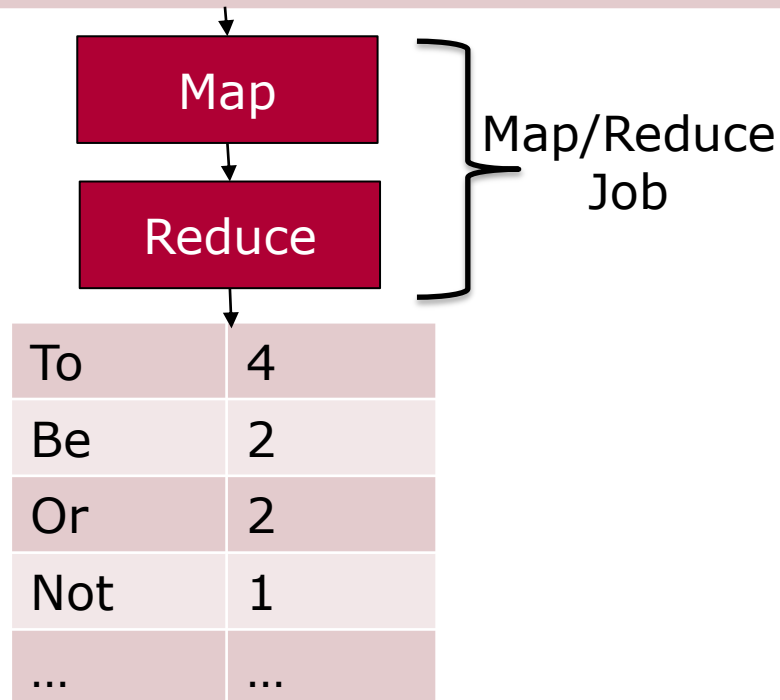 Map
Reduce
Map/Reduce
Job
To 4
Be 2
Or 2
Not 1
… …